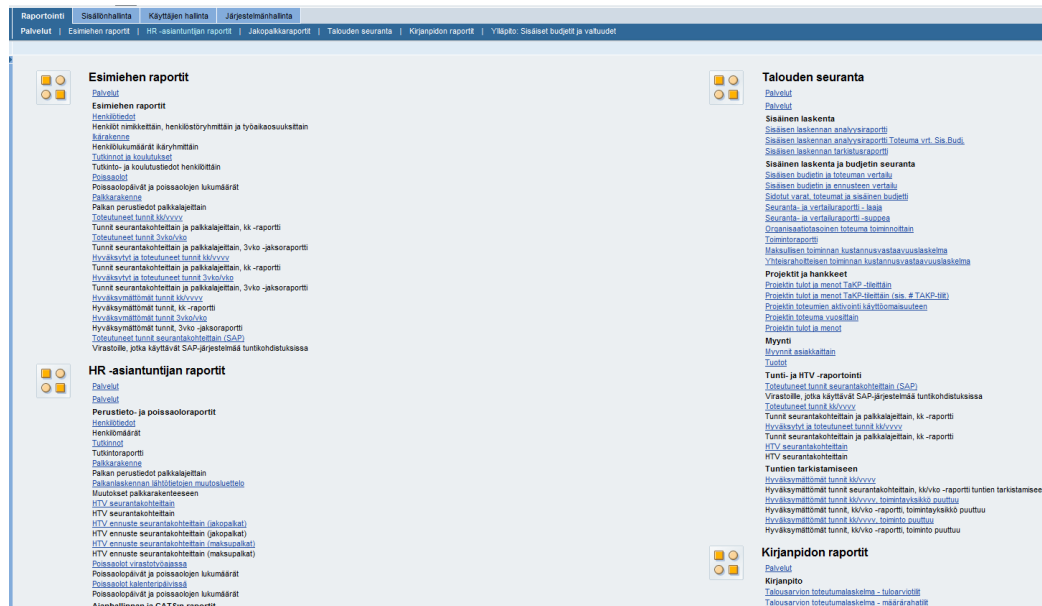 Raportointi Sisällönhallinta Käyttäjien hallinta Järjestelmänhallinta
Palvelut | Esimiehen raportit | HR -asiantuntijan raportit | Jakopalkkaraportit | Talouden seuranta | Kirjanpidon raportit | Ylläpito: Sisäiset budjetit ja valtuudet
Esimiehen raportit
Palvelut
Esimiehen raportit
Henkilötiedot
Henkilöt nimikkeittäin, henkilöstöryhmittäin ja työaikaosuuksittain
Ikärakenne
Henkilölukumäärät ikäryhmittäin
Tutkinnot ja koulutukset
Tutkinto- ja koulutustiedot henkilöittäin
Poissaolot
Poissaolopäivät ja poissaolojen lukumäärät
Palkkarakenne
Palkan perustiedot palkkalajeittain
Toteutuneet tunnit kk/vvvv
Tunnit seurantakohteittain ja palkkalajeittain, kk -raportti
Toteutuneet tunnit 3vko/vko
Tunnit seurantakohteittain ja palkkalajeittain, 3vko -jaksoraportti
Hyväksytyt ja toteutuneet tunnit kk/vvvv
Tunnit seurantakohteittain ja palkkalajeittain, kk -raportti
Hyväksytyt ja toteutuneet tunnit 3vko/vko
Tunnit seurantakohteittain ja palkkalajeittain, 3vko -jaksoraportti
Hyväksymättömät tunnit kk/vvvv
Hyväksymättömät tunnit, kk -raportti
Hyväksymättömät tunnit 3vko/vko
Hyväksymättömät tunnit, 3vko -jaksoraportti
Toteutuneet tunnit seurantakohteittain (SAP)
Virastoille, jotka käyttävät SAP-järjestelmää tuntikohdistuksissa
HR -asiantuntijan raportit
Palvelut
Palvelut
Perustieto- ja poissaoloraportit
Henkilötiedot
Henkilömäärät
Tutkinnot
Tutkintoraportti
Palkkarakenne
Palkan perustiedot palkkalajeittain
Palkanlaskennan lähtötietojen muutosluettelo
Muutokset palkkarakenteeseen
HTV seurantakohteittain
HTV seurantakohteittain
HTV ennuste seurantakohteittain (jakopalkat)
HTV ennuste seurantakohteittain (jakopalkat)
HTV ennuste seurantakohteittain (maksupalkat)
HTV ennuste seurantakohteittain (maksupalkat)
Poissaolot virastotyöajassa
Poissaolopäivät ja poissaolojen lukumäärät
Poissaolot kalenteripäivissä
Poissaolopäivät ja poissaolojen lukumäärät
Ajanhallinnan ja CATS:n raportit
Talouden seuranta
Palvelut
Palvelut
Sisäinen laskenta
Sisäisen laskennan analyysiraportti
Sisäisen laskennan analyysiraportti Toteuma vrt. Sis.Budj.
Sisäisen laskennan tarkistusraportti
Sisäinen laskenta ja budjetin seuranta
Sisäisen budjetin ja toteuman vertailu
Sisäisen budjetin ja ennusteen vertailu
Sidotut varat, toteumat ja sisäinen budjetti
Seuranta- ja vertailuraportti - laaja
Seuranta- ja vertailuraportti -suppea
Organisaatiotasoinen toteuma toiminnoittain
Toimintoraportti
Maksullisen toiminnan kustannusvastaavuuslaskelma
Yhteisrahoitteisen toiminnan kustannusvastaavuuslaskelma
Projektit ja hankkeet
Projektin tulot ja menot TaKP -tileittäin
Projektin tulot ja menot TaKP-tileittäin (sis. # TAKP-tilit)
Projektin toteumien aktivointi käyttöomaisuuteen
Projektin toteuma vuosittain
Projektin tulot ja menot
Myynti
Myynnit asiakkaittain
Tuotot
Tunti- ja HTV -raportointi
Toteutuneet tunnit seurantakohteittain (SAP)
Virastoille, jotka käyttävät SAP-järjestelmää tuntikohdistuksissa
Toteutuneet tunnit kk/vvvv
Tunnit seurantakohteittain ja palkkalajeittain, kk -raportti
Hyväksytyt ja toteutuneet tunnit kk/vvvv
Tunnit seurantakohteittain ja palkkalajeittain, kk -raportti
HTV seurantakohteittain
HTV seurantakohteittain
Tuntien tarkistamiseen
Hyväksymättömät tunnit kk/vvvv
Hyväksymättömät tunnit seurantakohteittain, kk/vko -raportti tuntien tarkistamisee
Hyväksymättömät tunnit kk/vvvv, toimintayksikkö puuttuu
Hyväksymättömät tunnit, kk/vko -raportti, toimintayksikkö puuttuu
Hyväksymättömät tunnit kk/vvvv, toiminto puuttuu
Hyväksymättömät tunnit, kk/vko -raportti, toiminto puuttuu
Kirjanpidon raportit
Palvelut
Kirjanpito
Talousarvion toteutumalaskelma - tuloarviotilit
Talousarvion toteutumalaskelma - määrärahatilit